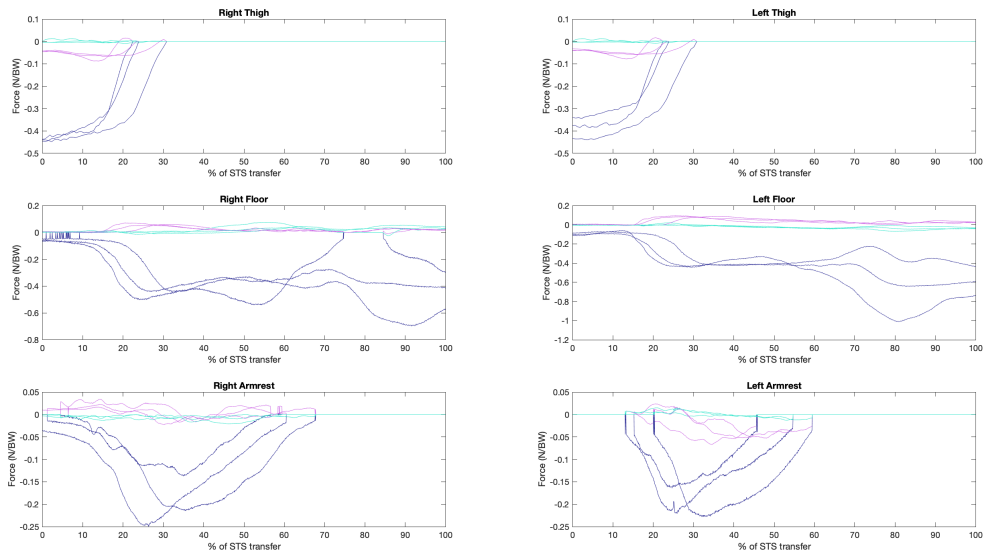 Right Thigh
0.1
0
-0.1
-0.2
-0.3
-0.4
-0.5
Force (N/BW)
0 10 20 30 40 50 60 70 80 90 100
% of STS transfer
Left Thigh
0.1
0
-0.1
-0.2
-0.3
-0.4
-0.5
Force (N/BW)
0 10 20 30 40 50 60 70 80 90 100
% of STS transfer
Right Floor
0.2
0
-0.2
-0.4
-0.6
-0.8
Force (N/BW)
0 10 20 30 40 50 60 70 80 90 100
% of STS transfer
Left Floor
0.2
0
-0.2
-0.4
-0.6
-0.8
-1
-1.2
Force (N/BW)
0 10 20 30 40 50 60 70 80 90 100
% of STS transfer
Right Armrest
0.05
0
-0.05
-0.1
-0.15
-0.2
-0.25
Force (N/BW)
0 10 20 30 40 50 60 70 80 90 100
% of STS transfer
Left Armrest
0.05
0
-0.05
-0.1
-0.15
-0.2
-0.25
Force (N/BW)
0 10 20 30 40 50 60 70 80 90 100
% of STS transfer